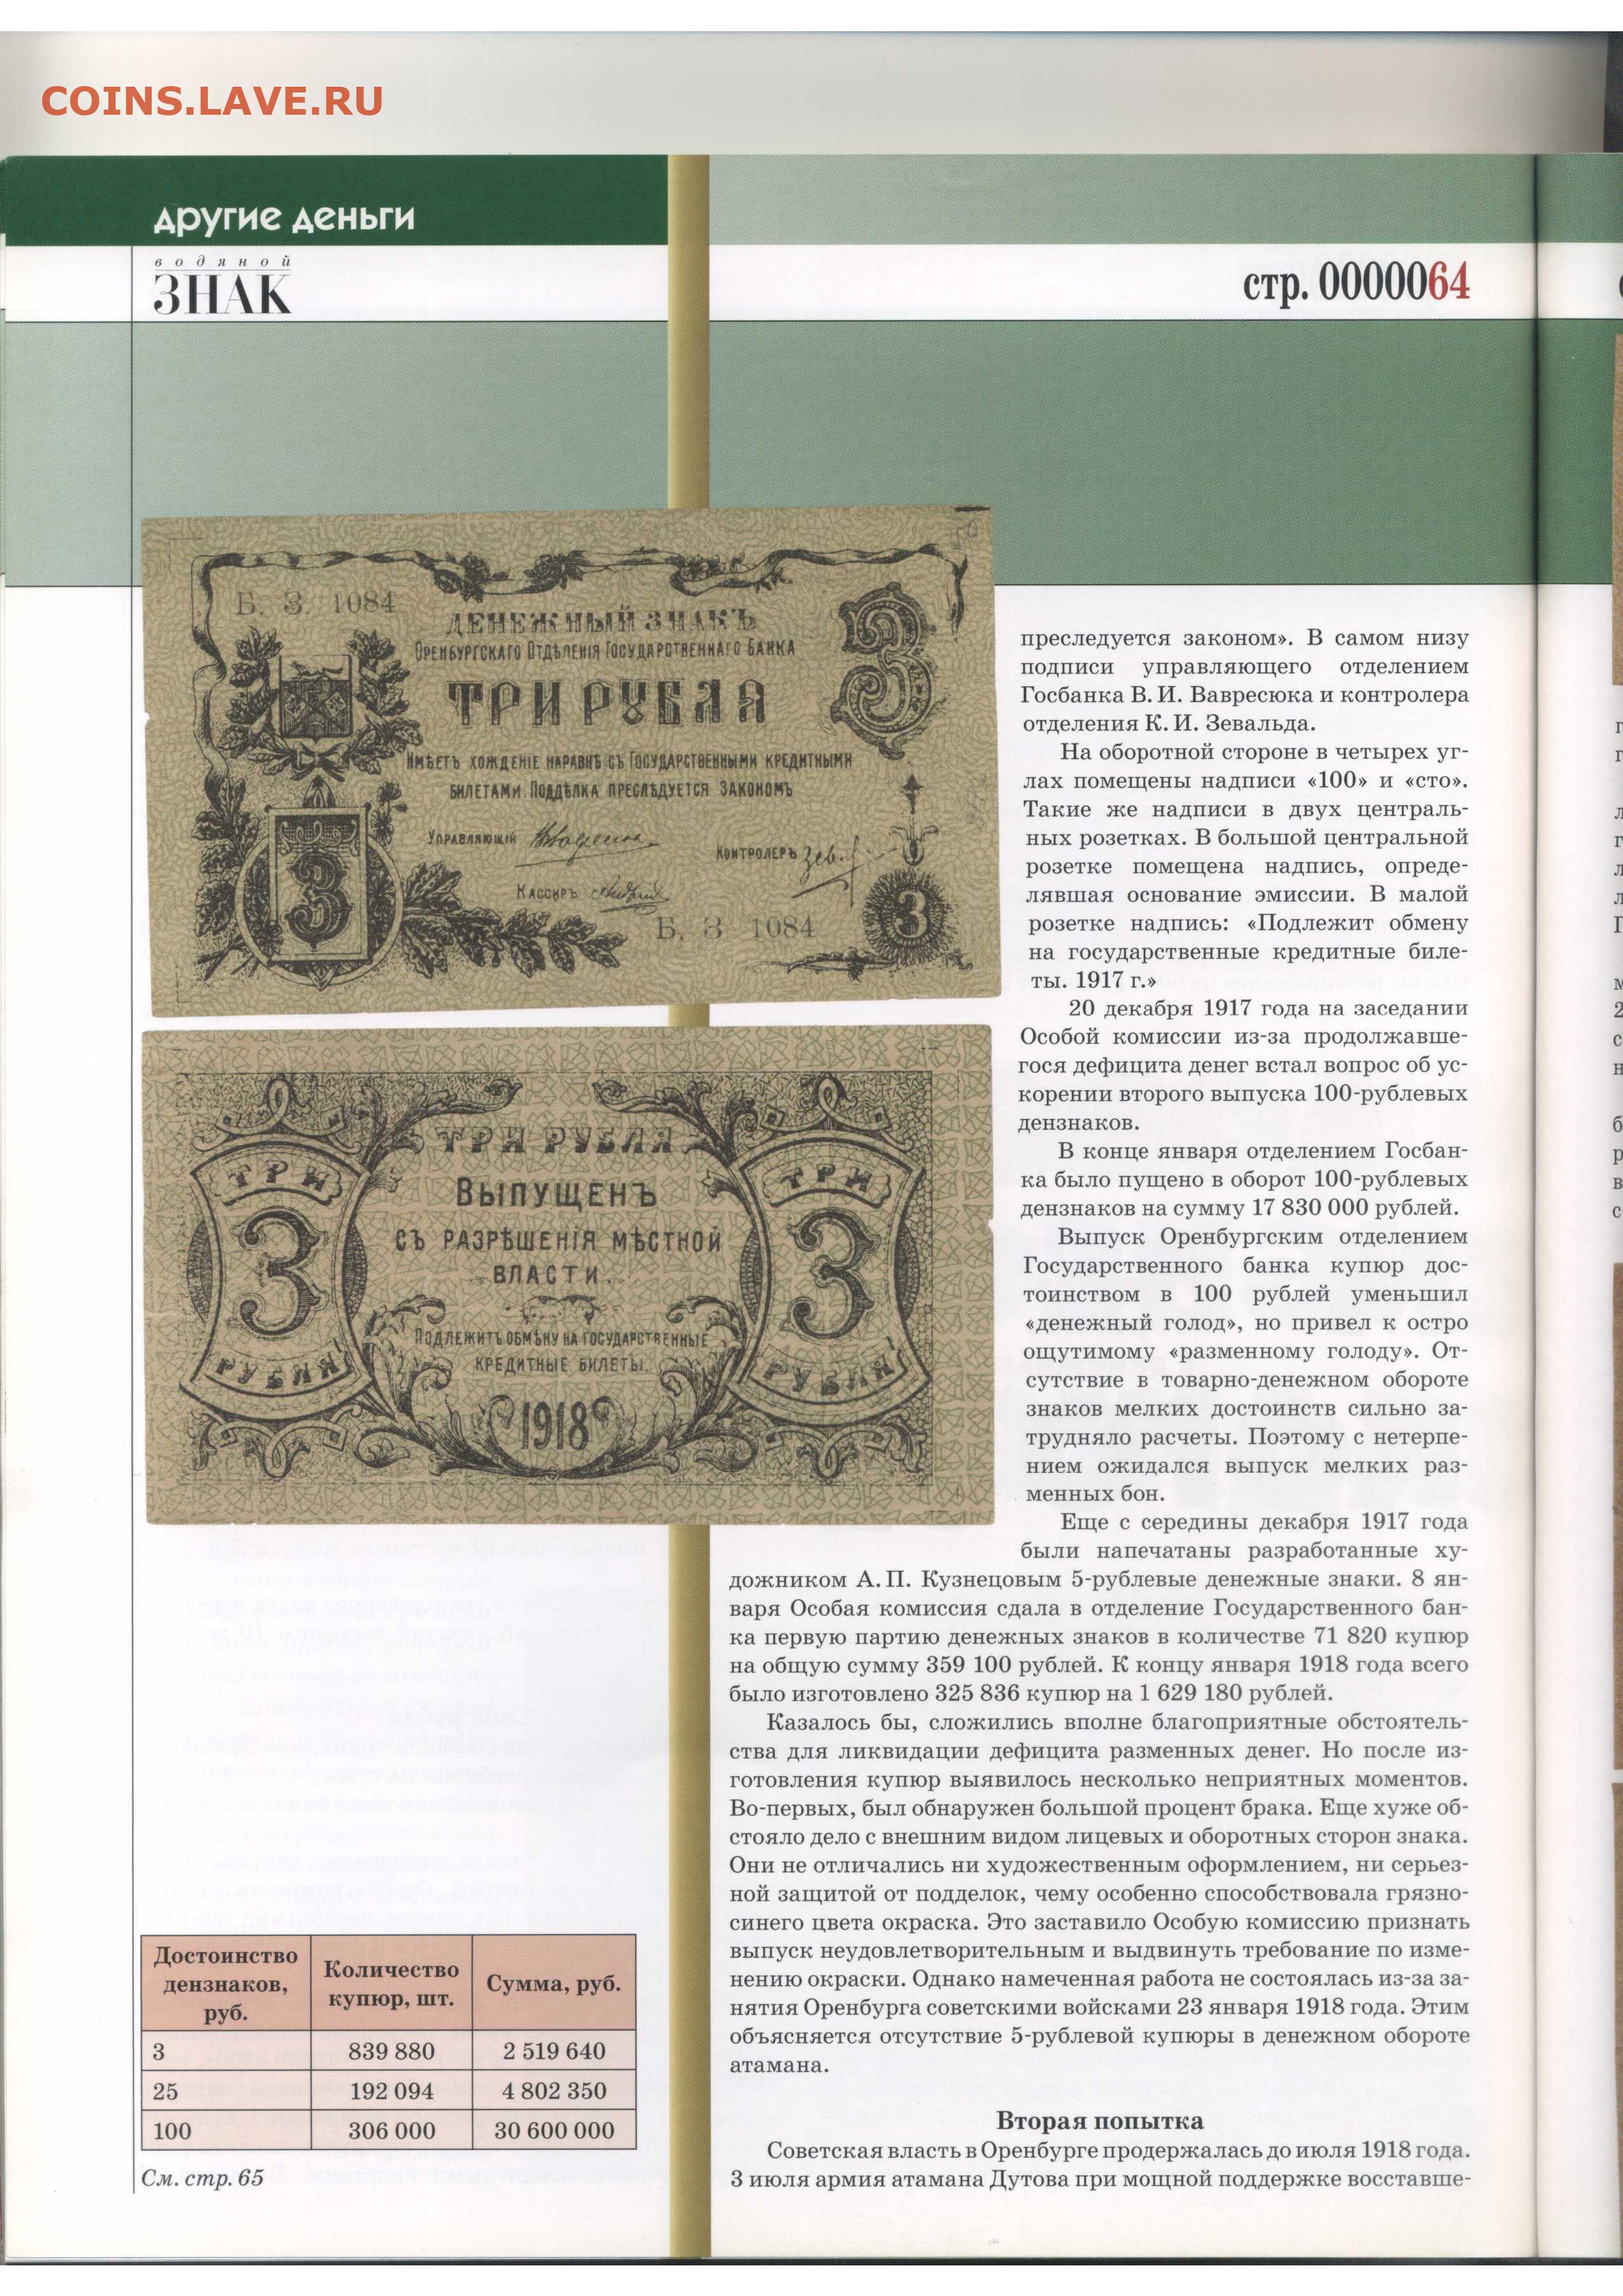 COINS.LAVE.RU
другие деньги
водяной
ЗНАК
стр. 0000064
Б. З. 1084
ДЕНЕЖНЫЙ ЗНАКЪ
ОРЕНБУРГСКАГО ОТДѢЛЕНІЯ ГОСУДАРСТВЕННАГО БАНКА
ТРИ РУБЛЯ
3
ИМѢЕТЪ ХОЖДЕНІЕ НАРАВНѢ СЪ ГОСУДАРСТВЕННЫМИ КРЕДИТНЫМИ
БИЛЕТАМИ. ПОДДѢЛКА ПРЕСЛѢДУЕТСЯ ЗАКОНОМЪ
УПРАВЛЯЮЩІЙ
КОНТРОЛЕРЪ
КАССИРЪ
3
3
Б. З 1084
ТРИ РУБЛЯ
ТРИ
3
РУБЛЯ
ВЫПУЩЕНЪ
СЪ РАЗРѢШЕНІЯ МѢСТНОЙ
ВЛАСТИ.
ПОДЛЕЖИТЪ ОБМѢНУ НА ГОСУДАРСТВЕННЫЕ
КРЕДИТНЫЕ БИЛЕТЫ.
1918
ТРИ
3
РУБЛЯ
преследуется законом». В самом низу
подписи управляющего отделением
Госбанка В. И. Вавресюка и контролера
отделения К. И. Зевальда.
На оборотной стороне в четырех уг-
лах помещены надписи «100» и «сто».
Такие же надписи в двух централь-
ных розетках. В большой центральной
розетке помещена надпись, опреде-
лявшая основание эмиссии. В малой
розетке надпись: «Подлежит обмену
на государственные кредитные биле-
ты. 1917 г.»
20 декабря 1917 года на заседании
Особой комиссии из-за продолжавше-
гося дефицита денег встал вопрос об ус-
корении второго выпуска 100-рублевых
дензнаков.
В конце января отделением Госбан-
ка было пущено в оборот 100-рублевых
дензнаков на сумму 17 830 000 рублей.
Выпуск Оренбургским отделением
Государственного банка купюр дос-
тоинством в 100 рублей уменьшил
«денежный голод», но привел к остро
ощутимому «разменному голоду». От-
сутствие в товарно-денежном обороте
знаков мелких достоинств сильно за-
трудняло расчеты. Поэтому с нетерпе-
нием ожидался выпуск мелких раз-
менных бон.
Еще с середины декабря 1917 года
были напечатаны разработанные ху-
дожником А. П. Кузнецовым 5-рублевые денежные знаки. 8 ян-
варя Особая комиссия сдала в отделение Государственного бан-
ка первую партию денежных знаков в количестве 71 820 купюр
на общую сумму 359 100 рублей. К концу января 1918 года всего
было изготовлено 325 836 купюр на 1 629 180 рублей.
Казалось бы, сложились вполне благоприятные обстоятель-
ства для ликвидации дефицита разменных денег. Но после из-
готовления купюр выявилось несколько неприятных моментов.
Во-первых, был обнаружен большой процент брака. Еще хуже об-
стояло дело с внешним видом лицевых и оборотных сторон знака.
Они не отличались ни художественным оформлением, ни серьез-
ной защитой от подделок, чему особенно способствовала грязно-
синего цвета окраска. Это заставило Особую комиссию признать
выпуск неудовлетворительным и выдвинуть требование по изме-
нению окраски. Однако намеченная работа не состоялась из-за за-
нятия Оренбурга советскими войсками 23 января 1918 года. Этим
объясняется отсутствие 5-рублевой купюры в денежном обороте
атамана.
Вторая попытка
Советская власть в Оренбурге продержалась до июля 1918 года.
3 июля армия атамана Дутова при мощной поддержке восставше-
Достоинство дензнаков, руб. Количество купюр, шт. Сумма, руб.
3 839 880 2 519 640
25 192 094 4 802 350
100 306 000 30 600 000
См. стр. 65